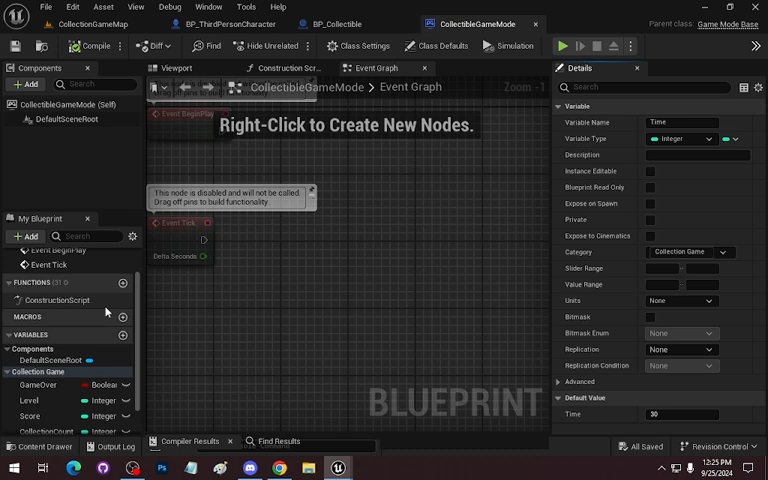 File Edit Asset View Debug Window Tools Help
CollectibleGameMap BP_ThirdPersonCharacter BP_Collectible CollectibleGameMode Parent class: Game Mode Base
Compile Diff Find Hide Unrelated Class Settings Class Defaults Simulation
Components Viewport Construction Scr... Event Graph Details
Add Search CollectibleGameMode > Event Graph Zoom -1 Search
CollectibleGameMode (Self)
DefaultSceneRoot
Event BeginPlay
Right-Click to Create New Nodes.
This node is disabled and will not be called.
Drag off pins to build functionality.
Event Tick
Delta Seconds
BLUEPRINT
My Blueprint
Add Search
Event BeginPlay
Event Tick
FUNCTIONS
ConstructionScript
MACROS
VARIABLES
Components
DefaultSceneRoot
Collection Game
GameOver Boolean
Level Integer
Score Integer
CollectionCount Integer
Variable
Variable Name Time
Variable Type Integer
Description
Instance Editable
Blueprint Read Only
Expose on Spawn
Private
Expose to Cinematics
Category Collection Game
Slider Range
Value Range
Units None
Bitmask
Bitmask Enum None
Replication None
Replication Condition None
Advanced
Default Value
Time 30
Content Drawer Output Log Compiler Results Find Results All Saved Revision Control
12:25 PM
9/25/2024